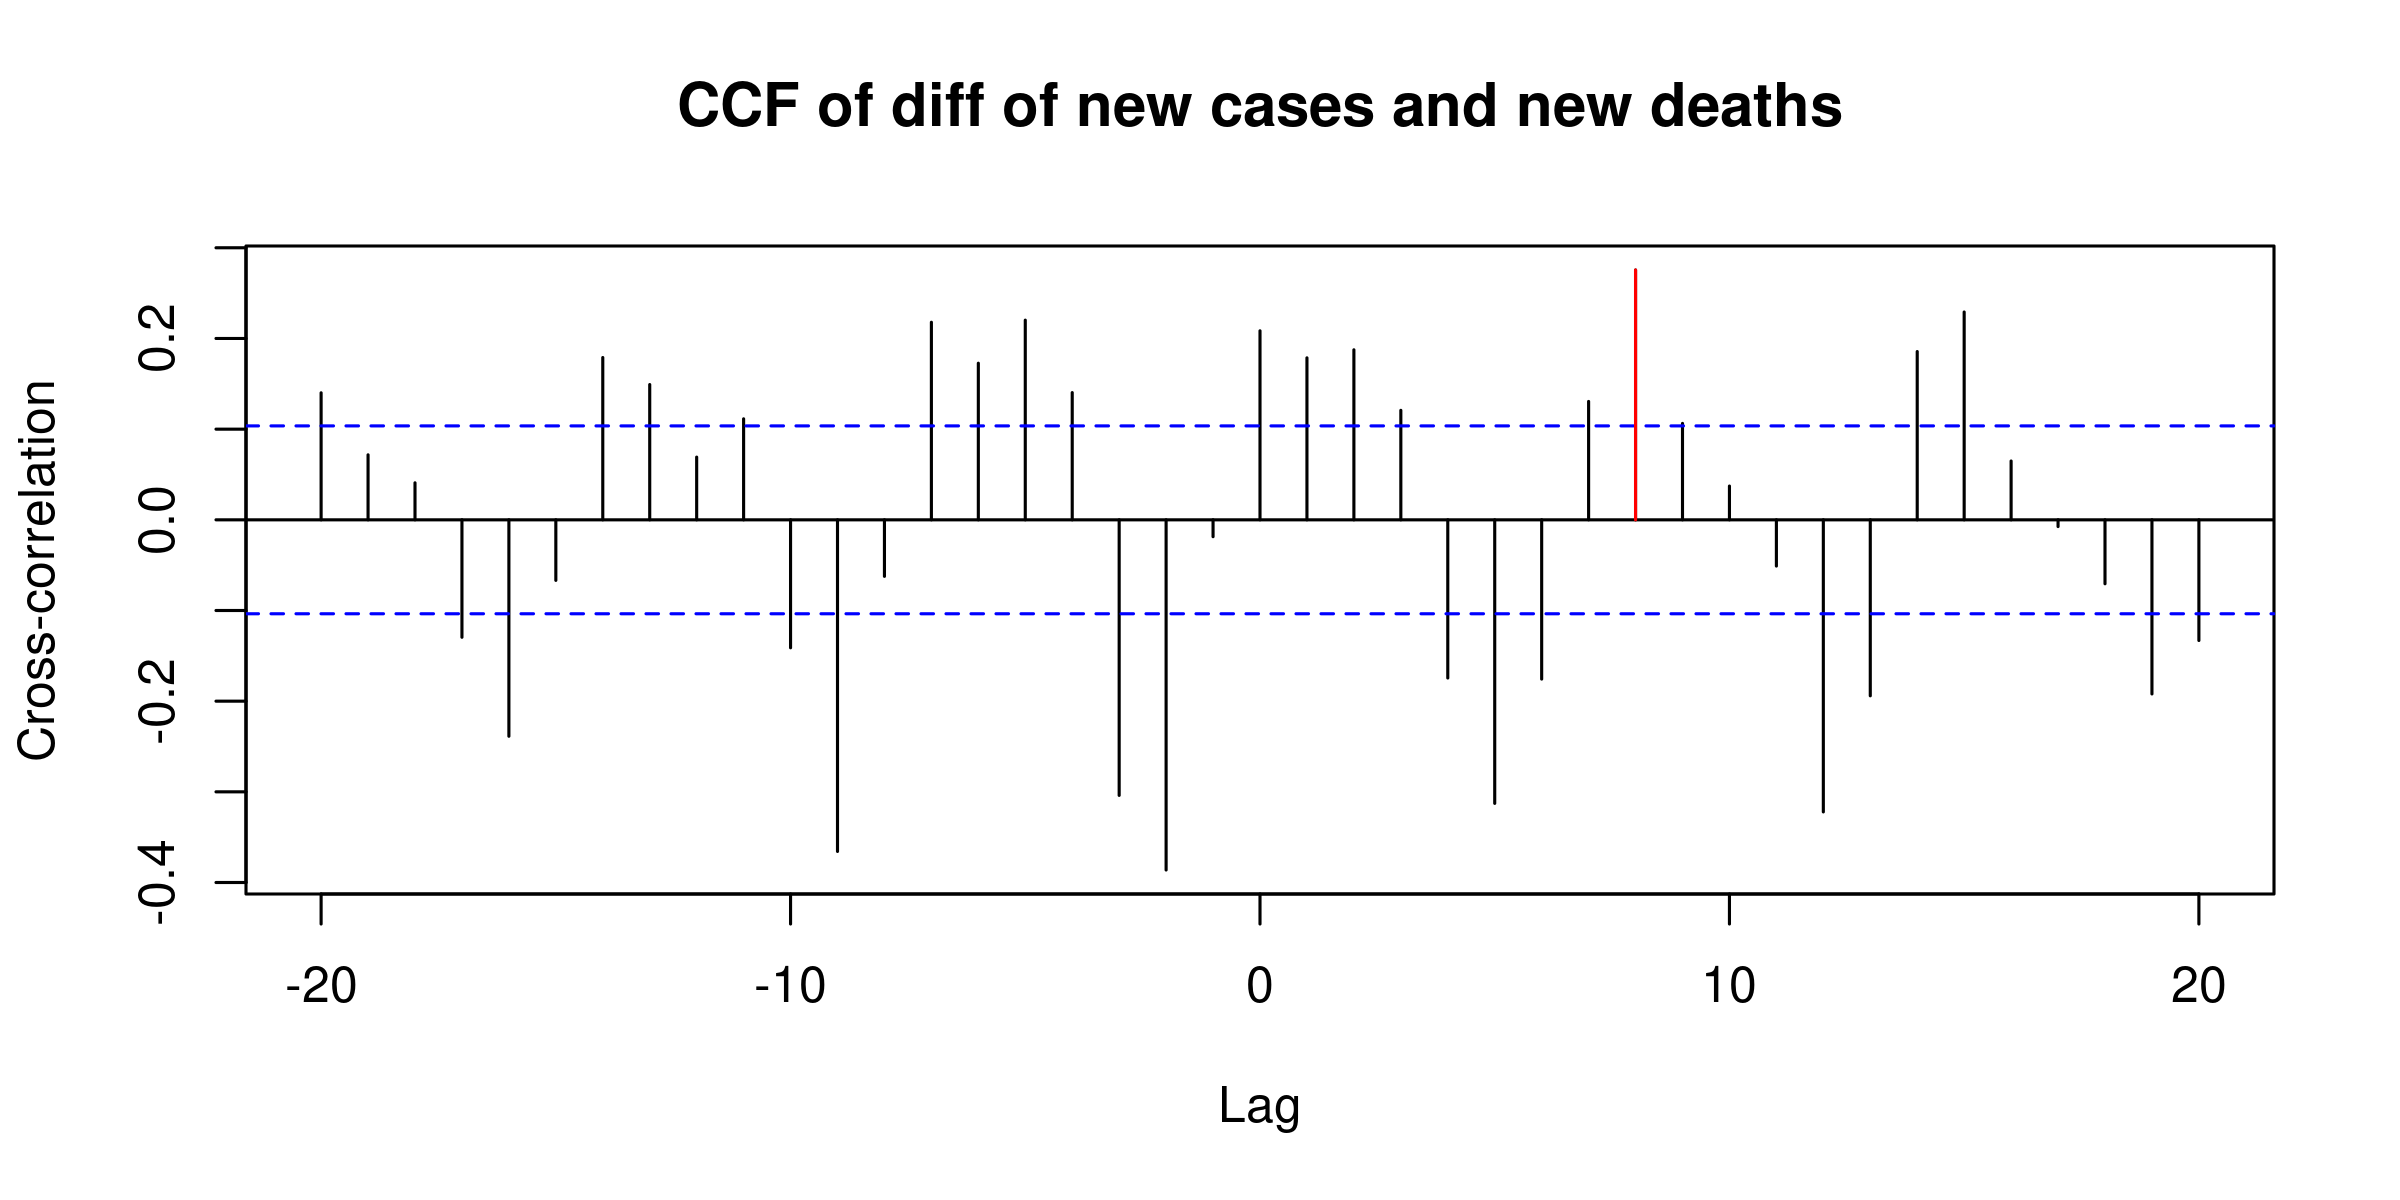 CCF of diff of new cases and new deaths
Cross-correlation
0.2
0.0
-0.2
-0.4
-20 -10 0 10 20
Lag